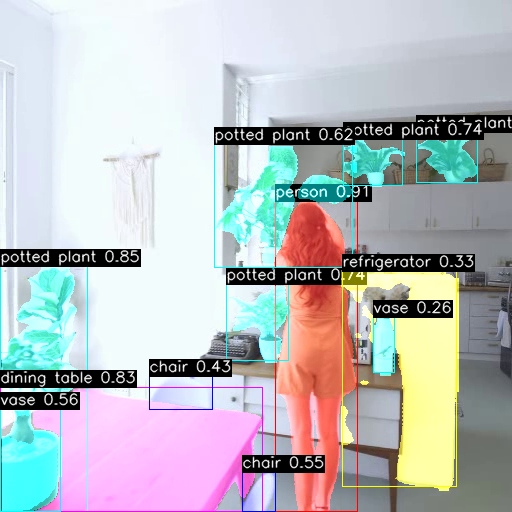 potted plant
potted plant 0.74
potted plant 0.62
person 0.91
potted plant 0.85
refrigerator 0.33
potted plant 0.74
vase 0.26
chair 0.43
dining table 0.83
vase 0.56
chair 0.55